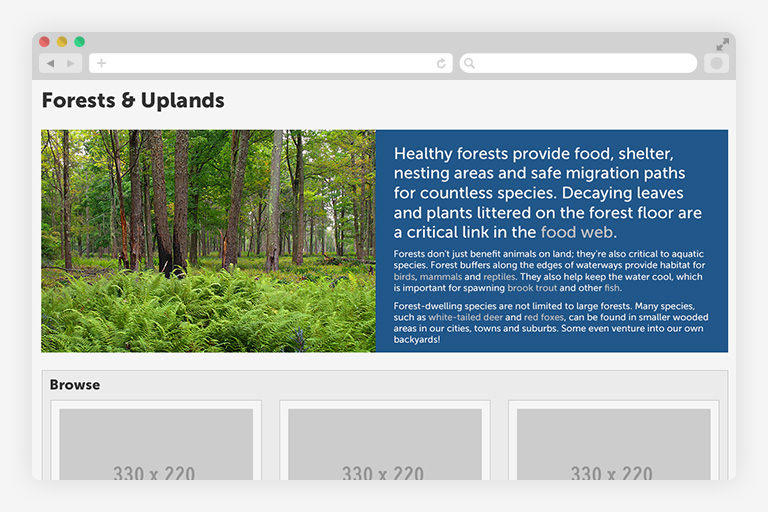 Forests & Uplands
Healthy forests provide food, shelter,
nesting areas and safe migration paths
for countless species. Decaying leaves
and plants littered on the forest floor are
a critical link in the food web.
Forests don't just benefit animals on land; they're also critical to aquatic
species. Forest buffers along the edges of waterways provide habitat for
birds, mammals and reptiles. They also help keep the water cool, which
is important for spawning brook trout and other fish.
Forest-dwelling species are not limited to large forests. Many species,
such as white-tailed deer and red foxes, can be found in smaller wooded
areas in our cities, towns and suburbs. Some even venture into our own
backyards!
Browse
330 x 220
330 x 220
330 x 220